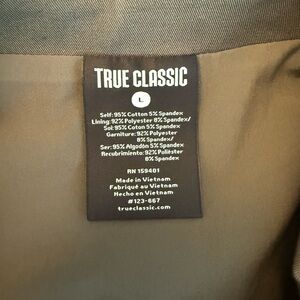 TRUE CLASSIC
L
Self: 95% Cotton 5% Spandex
Lining: 92% Polyester 8% Spandex/
Sol: 95% Coton 5% Spandex
Garniture: 92% Polyester
8% Spandex/
Ser: 95% Algodón 5% Spandex
Recubrimiento: 92% Poliéster
8% Spandex
RN 159401
Made in Vietnam
Fabriqué au Vietnam
Hecho en Vietnam
#123-667
trueclassic.com